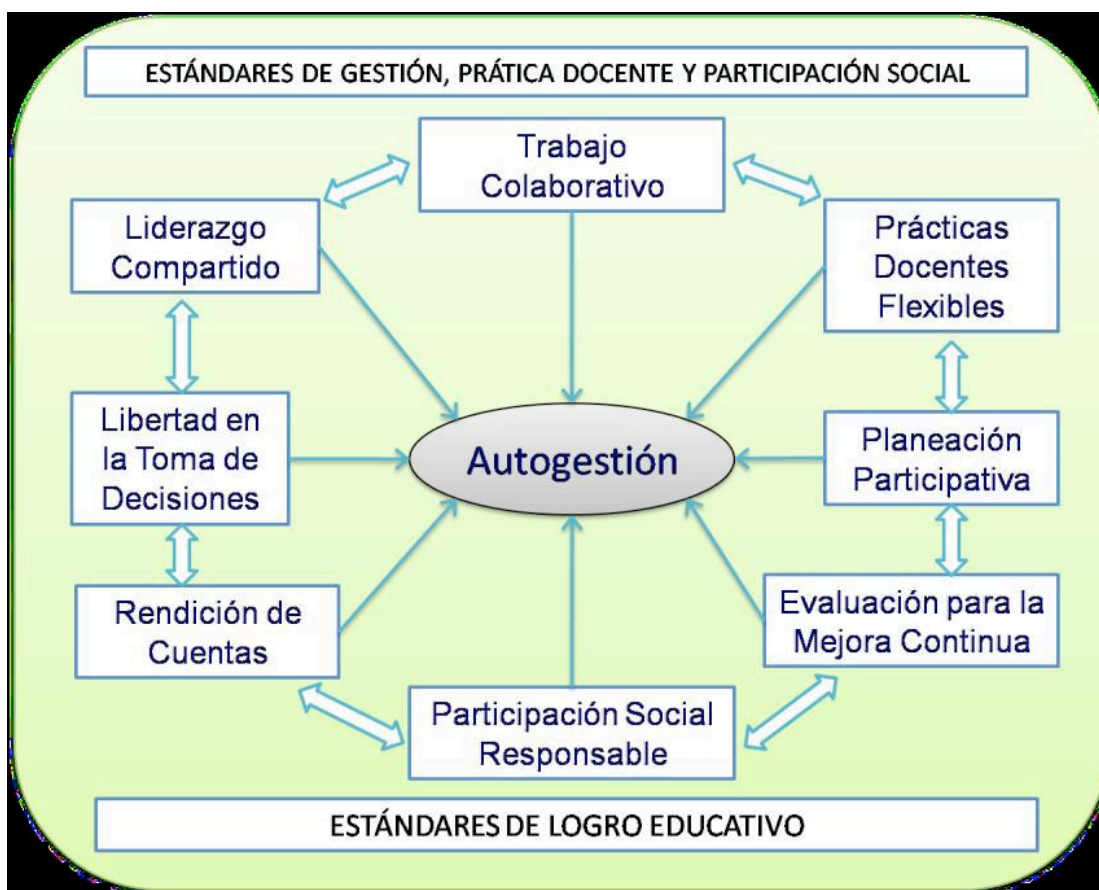 ESTÁNDARES DE GESTIÓN, PRÁTICA DOCENTE Y PARTICIPACIÓN SOCIAL
Trabajo
Colaborativo
Liderazgo
Compartido
Prácticas
Docentes
Flexibles
Libertad en
la Toma de
Decisiones
Autogestión
Planeación
Participativa
Rendición de
Cuentas
Evaluación para la
Mejora Continua
Participación Social
Responsable
ESTÁNDARES DE LOGRO EDUCATIVO